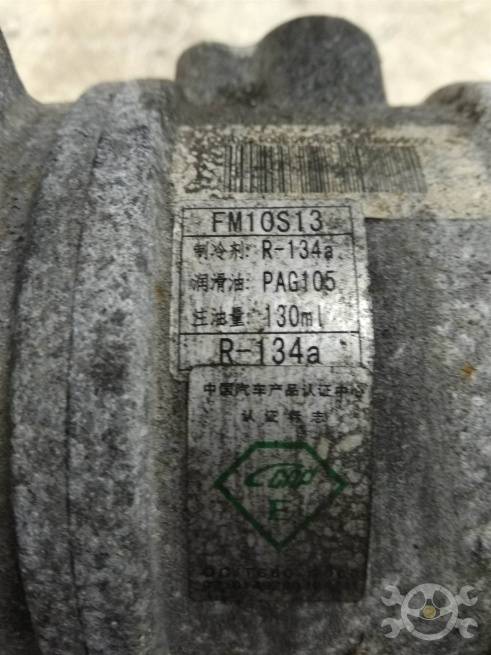 FM10S13
制冷剂: R-134a
润滑油: PAG105
注油量: 130ml
R-134a
中国汽车产品认证中心
认证标志
E